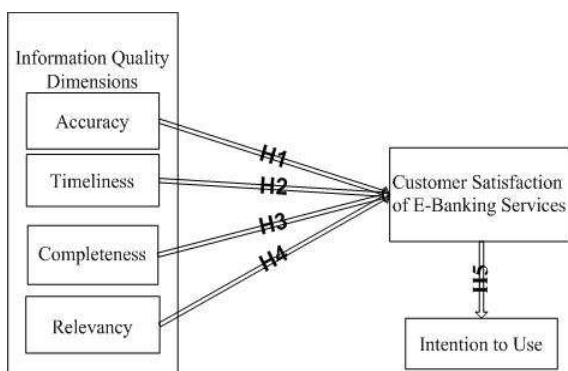 Information Quality
Dimensions
Accuracy
Timeliness
Completeness
Relevancy
H1
H2
H3
H4
Customer Satisfaction
of E-Banking Services
H5
Intention to Use